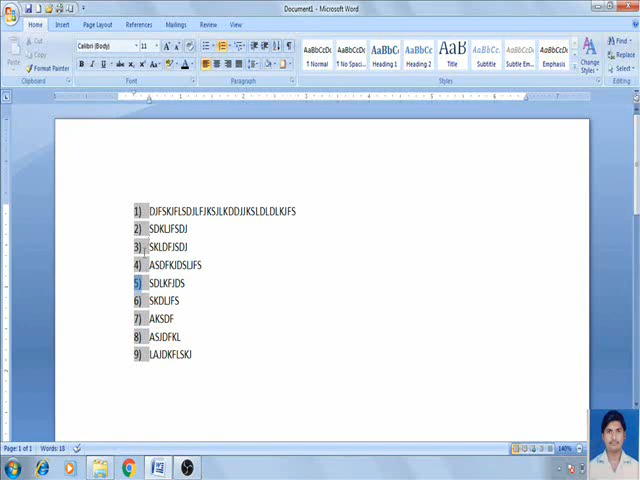 Document1 - Microsoft Word
Home Insert Page Layout References Mailings Review View
Cut
Copy
Paste Format Painter
Calibri (Body) 11
AaBbCcDc AaBbCcDc AaBbCc AaBbCc AaB AaBbCcL AaBbCcDc AaBbCcDc
¶ Normal ¶ No Spaci... Heading 1 Heading 2 Title Subtitle Subtle Em... Emphasis
Change Styles
Find
Replace
Select
Clipboard Font Paragraph Styles Editing
1) DJFSKJFLSDJLFJKSJLKDDJJKSLDLDLKJFS
2) SDKLJFSDJ
3) SKLDFJSDJ
4) ASDFKJDSLJFS
5) SDLKFJDS
6) SKDLJFS
7) AKSDF
8) ASJDFKL
9) LAJDKFLSKJ
Page: 1 of 1 Words: 18 140%